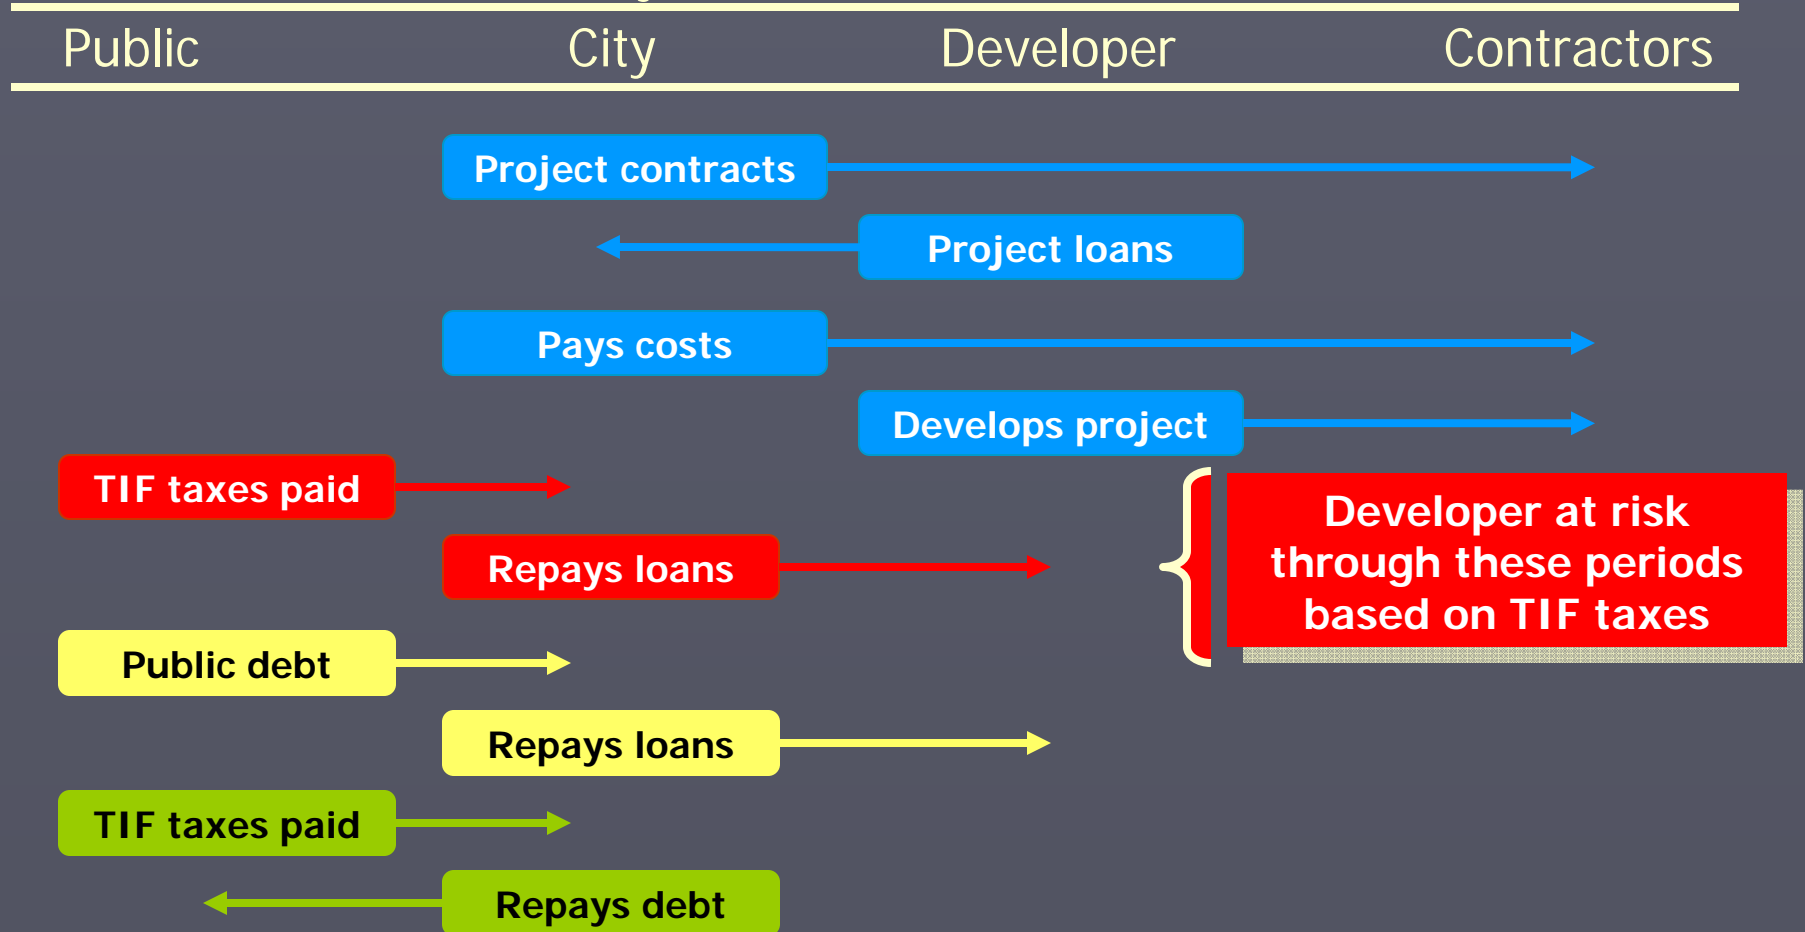 Public City Developer Contractors
Project contracts
Project loans
Pays costs
Develops project
TIF taxes paid
Repays loans
Developer at risk
through these periods
based on TIF taxes
Public debt
Repays loans
TIF taxes paid
Repays debt